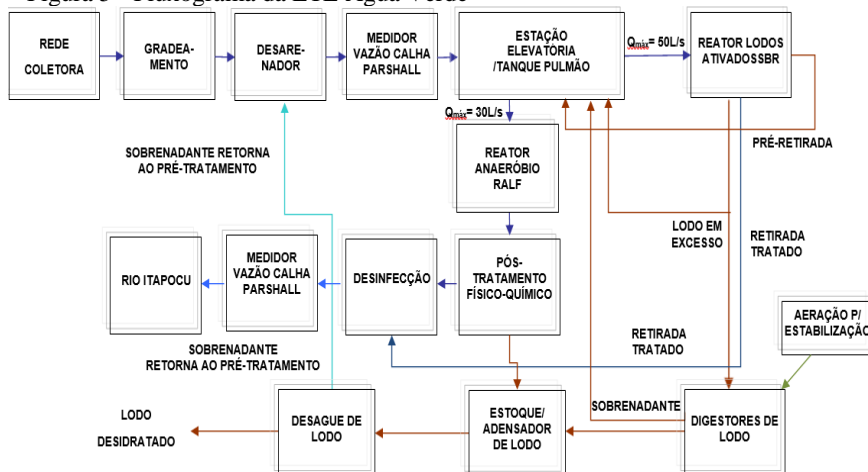 Figura 3 - Fluxograma da ETE Água Verde
REDE
COLETORA
GRADEA-
MENTO
DESARE-
NADOR
MEDIDOR
VAZÃO CALHA
PARSHALL
ESTAÇÃO
ELEVATÓRIA
/TANQUE PULMÃO
Qmáx= 50L/s
REATOR LODOS
ATIVADOSSBR
Qmáx= 30L/s
PRÉ-RETIRADA
SOBRENADANTE RETORNA
AO PRÉ-TRATAMENTO
REATOR
ANAERÓBIO
RALF
LODO EM
EXCESSO
RETIRADA
TRATADO
RIO ITAPOCU
MEDIDOR
VAZÃO CALHA
PARSHALL
DESINFECÇÃO
PÓS-
TRATAMENTO
FÍSICO-QUÍMICO
AERAÇÃO P/
ESTABILIZAÇÃO
SOBRENADANTE
RETORNA AO PRÉ-TRATAMENTO
RETIRADA
TRATADO
LODO
DESIDRATADO
DESAGUE DE
LODO
ESTOQUE/
ADENSADOR
DE LODO
SOBRENADANTE
DIGESTORES DE
LODO